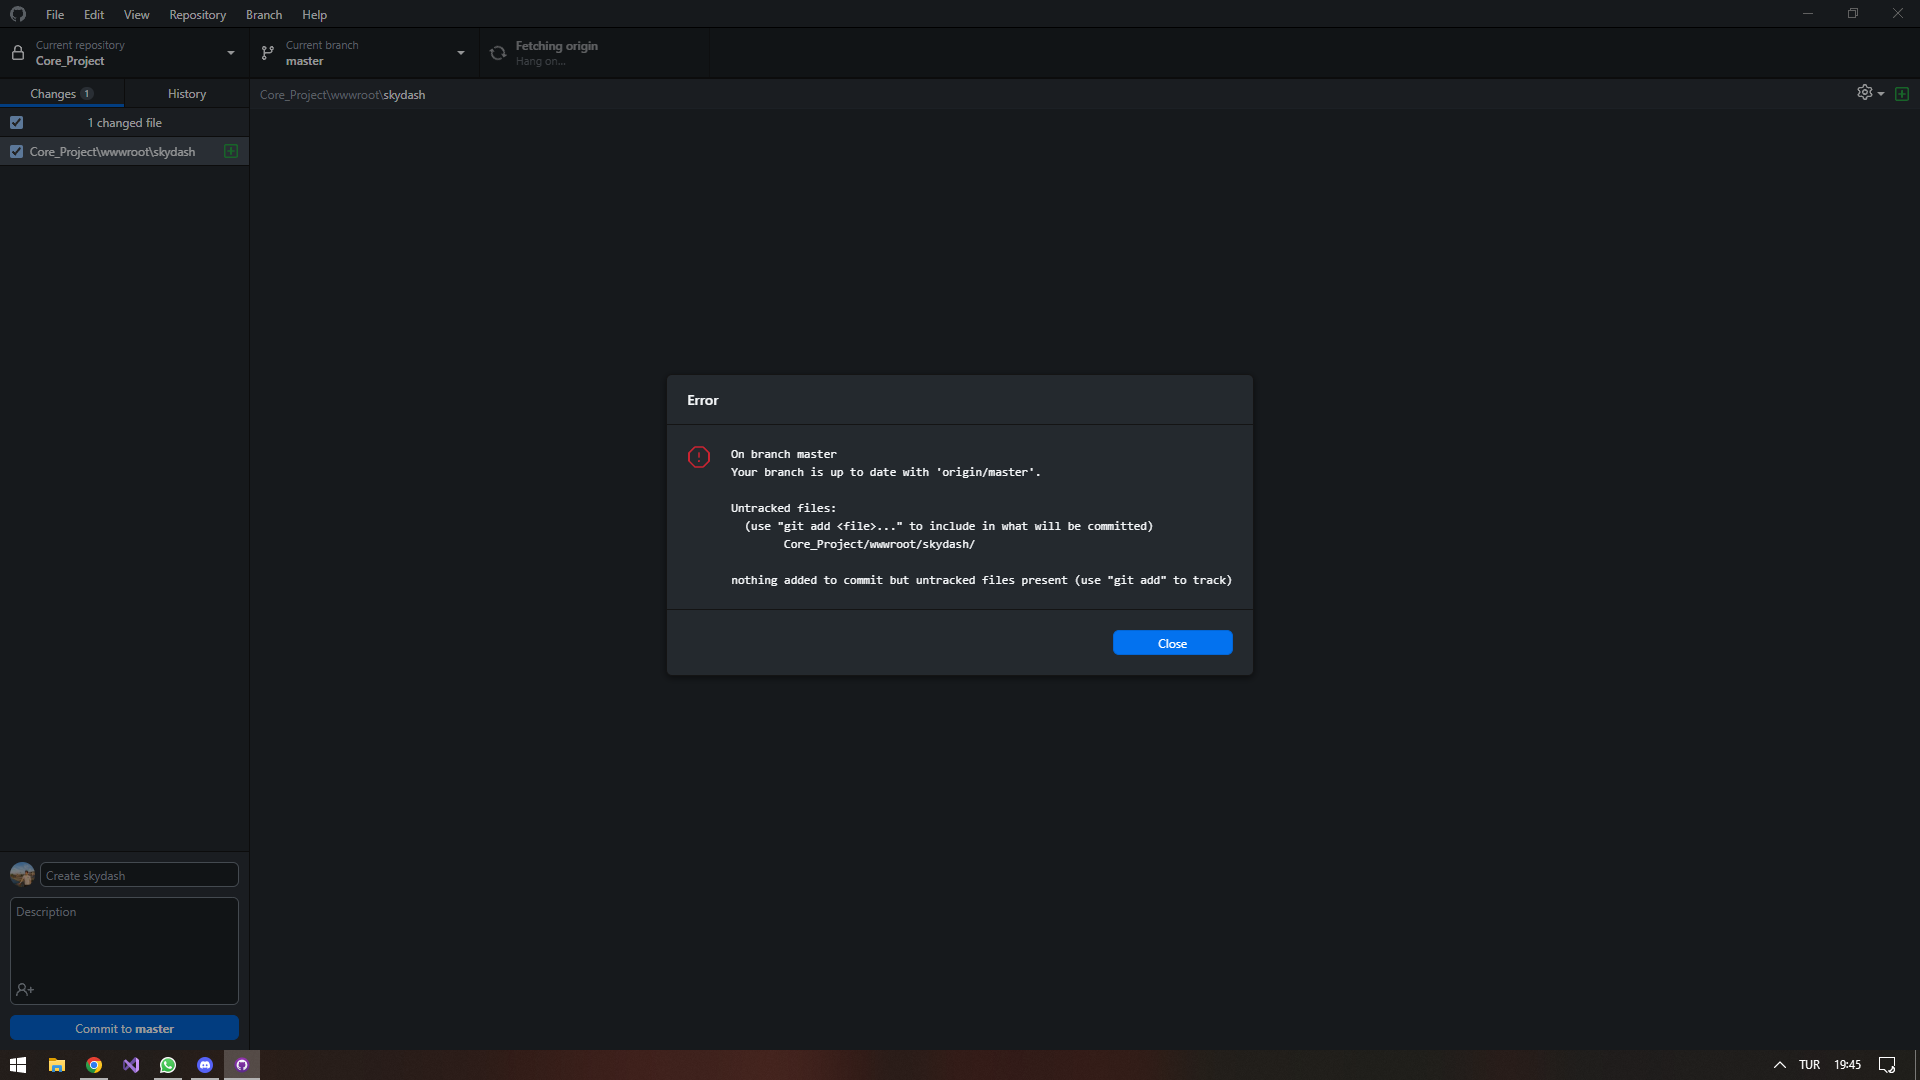 File Edit View Repository Branch Help
Current repository
Core_Project
Current branch
master
Fetching origin
Hang on...
Changes 1
History
Core_Project\wwwroot\skydash
1 changed file
Core_Project\wwwroot\skydash
Error
On branch master
Your branch is up to date with 'origin/master'.
Untracked files:
(use "git add <file>..." to include in what will be committed)
Core_Project/wwwroot/skydash/
nothing added to commit but untracked files present (use "git add" to track)
Close
Create skydash
Description
Commit to master
TUR 19:45